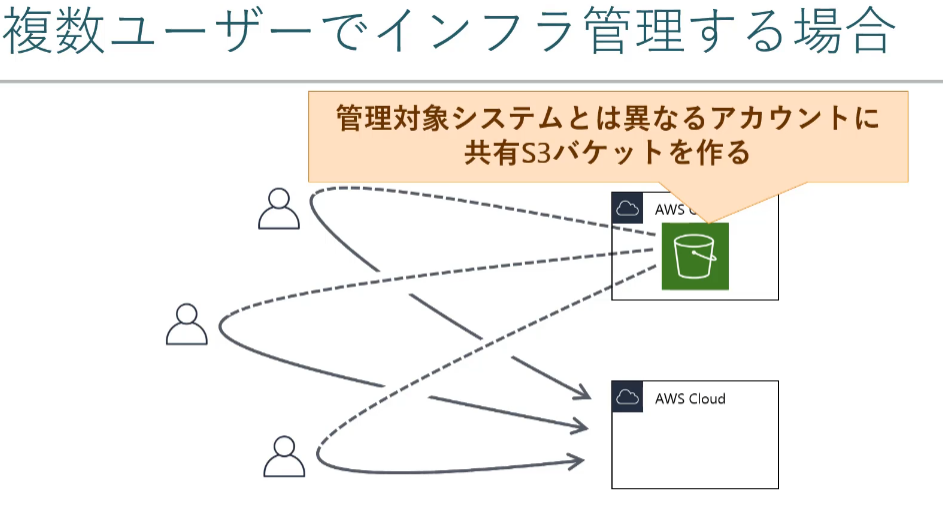 複数ユーザーでインフラ管理する場合
管理対象システムとは異なるアカウントに
共有S3バケットを作る
AWS
AWS Cloud